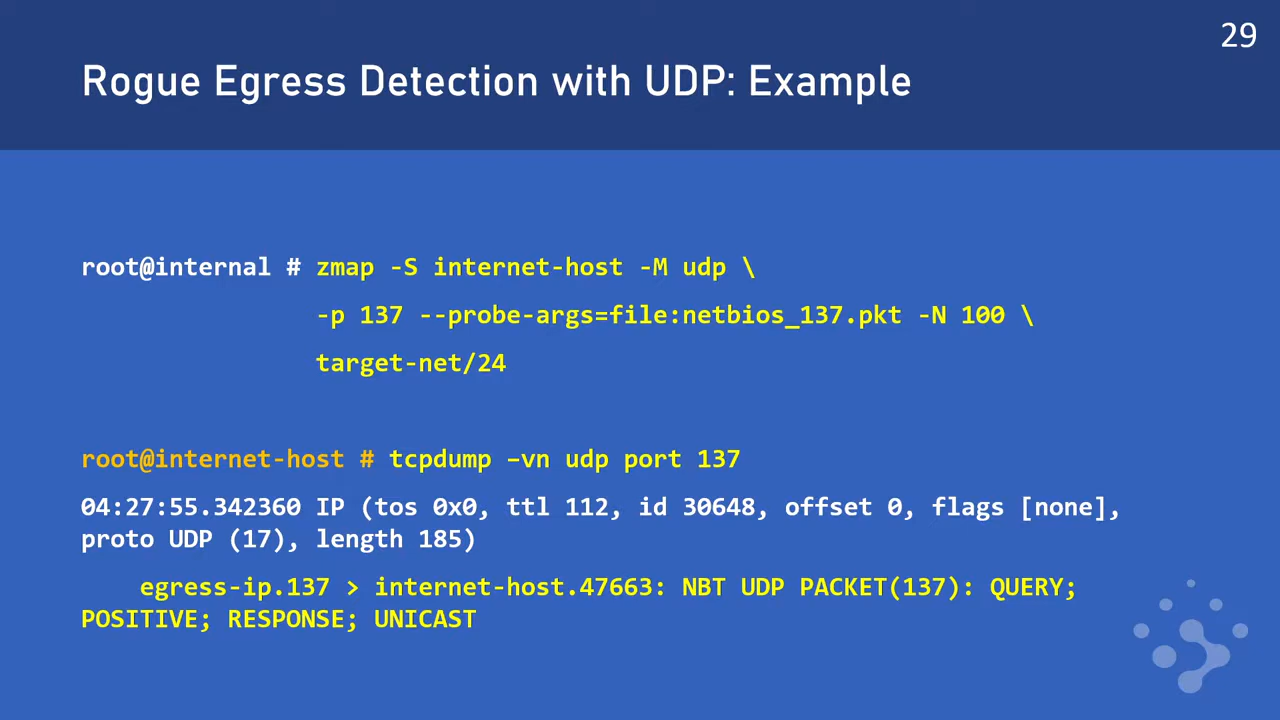 29
Rogue Egress Detection with UDP: Example
root@internal # zmap -S internet-host -M udp \
-p 137 --probe-args=file:netbios_137.pkt -N 100 \
target-net/24
root@internet-host # tcpdump –vn udp port 137
04:27:55.342360 IP (tos 0x0, ttl 112, id 30648, offset 0, flags [none],
proto UDP (17), length 185)
egress-ip.137 > internet-host.47663: NBT UDP PACKET(137): QUERY;
POSITIVE; RESPONSE; UNICAST